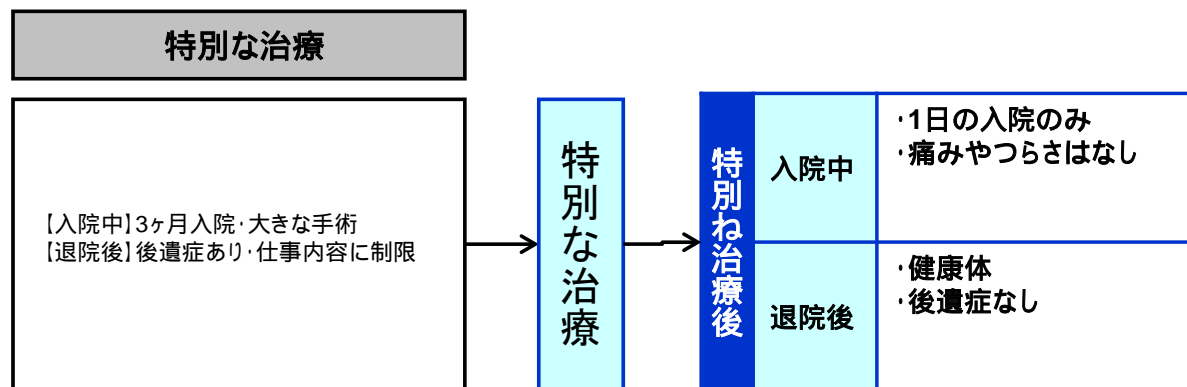 特別な治療
【入院中】3ヶ月入院・大きな手術
【退院後】後遺症あり・仕事内容に制限
特別な治療
特別ね治療後
入院中
・1日の入院のみ
・痛みやつらさはなし
退院後
・健康体
・後遺症なし